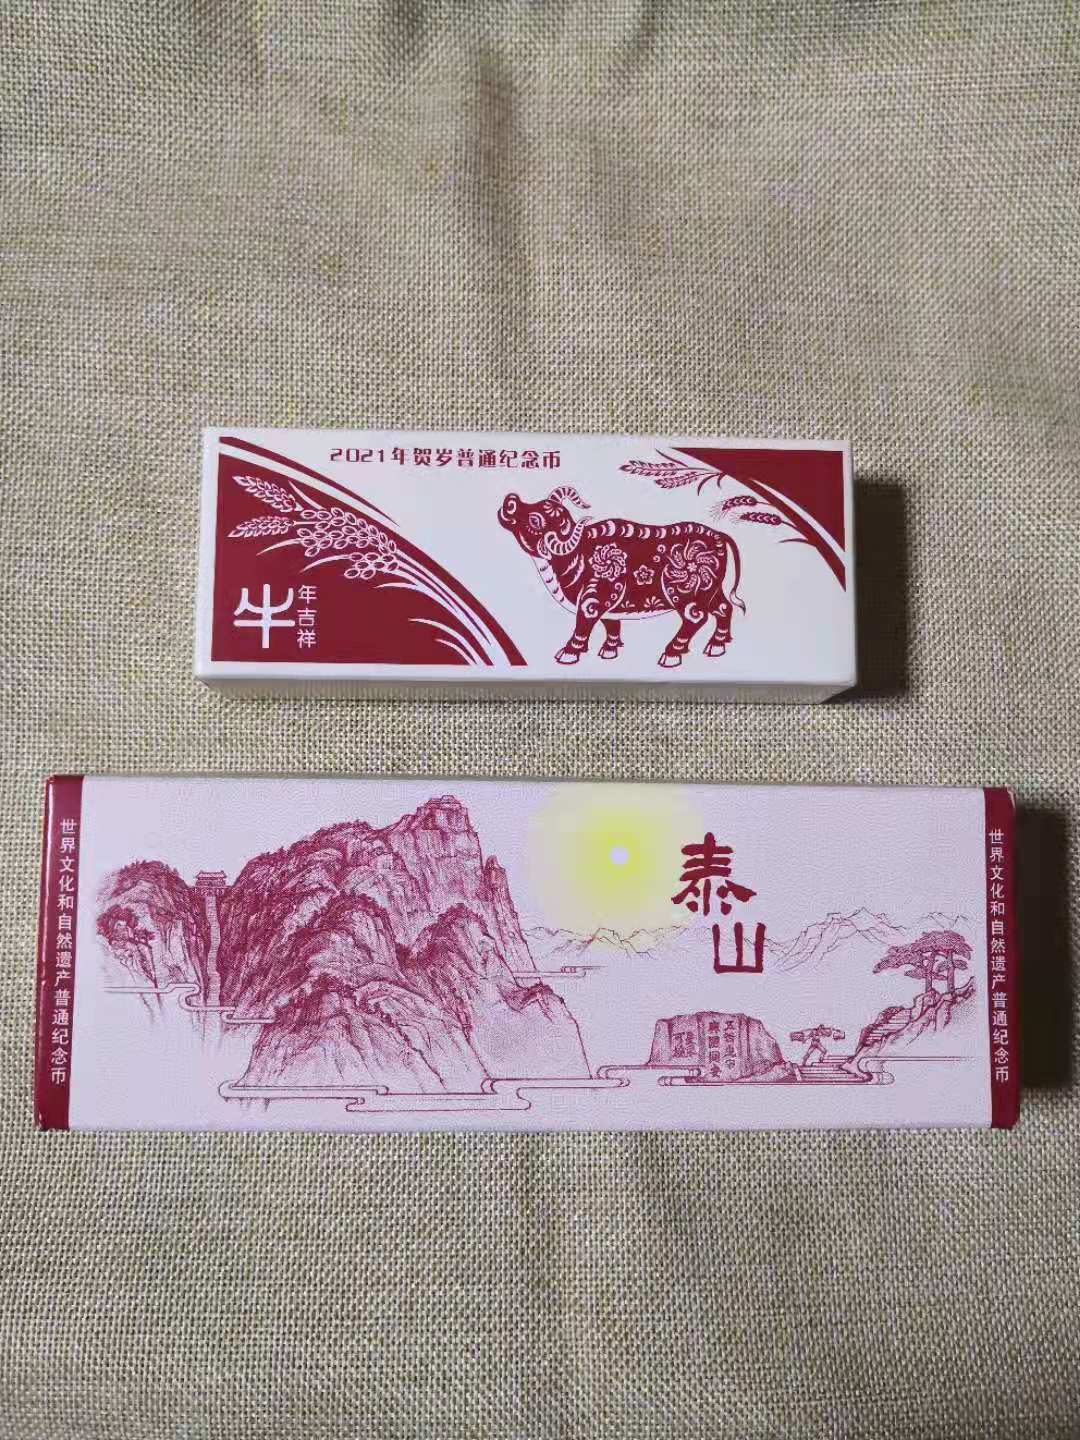 2021年贺岁普通纪念币
牛
年吉祥
世界文化和自然遗产普通纪念币
泰山
世界文化和自然遗产普通纪念币